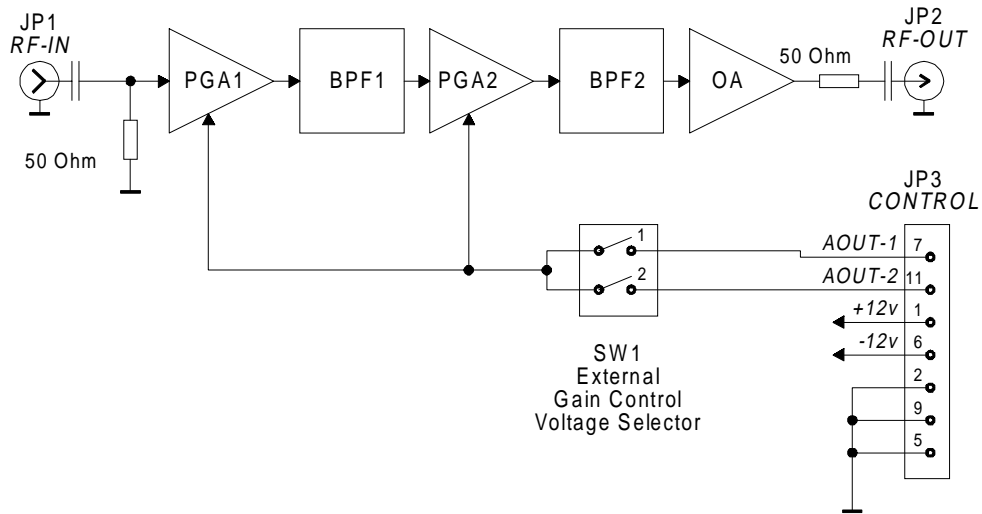 JP1
RF-IN
50 Ohm
PGA1
BPF1
PGA2
BPF2
OA
50 Ohm
JP2
RF-OUT
JP3
CONTROL
AOUT-1
7
AOUT-2
11
+12v
1
-12v
6
2
9
5
1
2
SW1
External
Gain Control
Voltage Selector